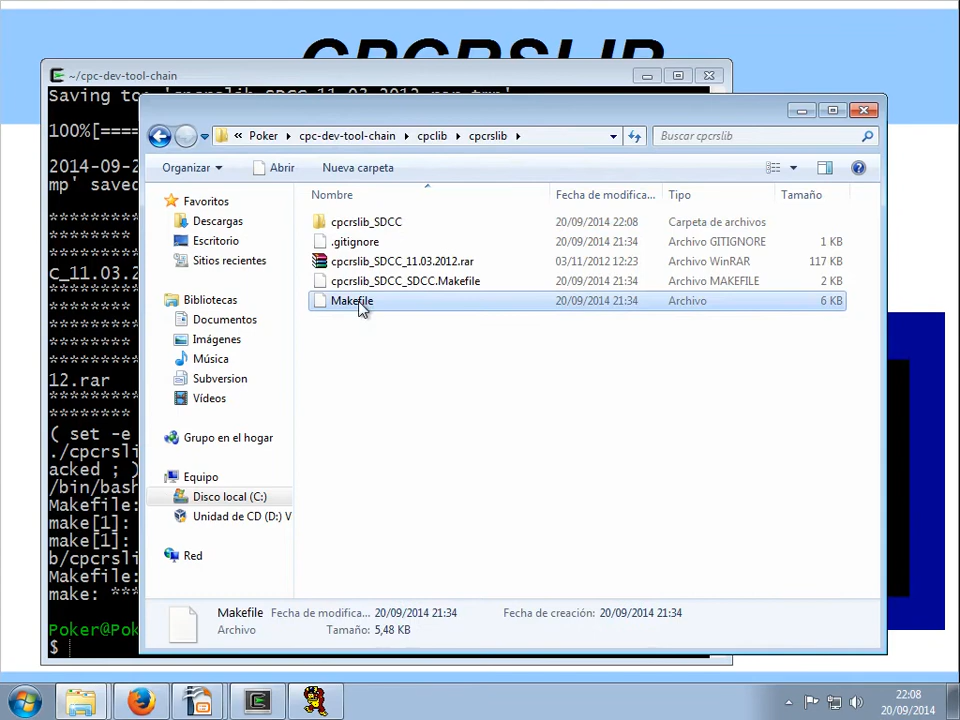 CPCRSLIB
~/cpc-dev-tool-chain
Saving to: 'cpcrslib_SDCC_11.03.2012.rar.tmp'
100%[====
2014-09-2
mp' saved
*********
*********
c_11.03.2
*********
*********
*********
*********
12.rar
*********
********
( set -e
./cpcrsli
acked ; )
/bin/bash
Makefile:
make[1]:
make[1]:
b/cpcrsli
Makefile:
make: ***
Poker@Pok
$
« Poker cpc-dev-tool-chain cpclib cpcrslib
Buscar cpcrslib
Organizar Abrir Nueva carpeta
Favoritos
Descargas
Escritorio
Sitios recientes
Bibliotecas
Documentos
Imágenes
Música
Subversion
Vídeos
Grupo en el hogar
Equipo
Disco local (C:)
Unidad de CD (D:) V
Red
Nombre Fecha de modifica... Tipo Tamaño
cpcrslib_SDCC 20/09/2014 22:08 Carpeta de archivos
.gitignore 20/09/2014 21:34 Archivo GITIGNORE 1 KB
cpcrslib_SDCC_11.03.2012.rar 03/11/2012 12:23 Archivo WinRAR 117 KB
cpcrslib_SDCC_SDCC.Makefile 20/09/2014 21:34 Archivo MAKEFILE 2 KB
Makefile 20/09/2014 21:34 Archivo 6 KB
Makefile Fecha de modifica... 20/09/2014 21:34 Fecha de creación: 20/09/2014 21:34
Archivo Tamaño: 5,48 KB
22:08
20/09/2014